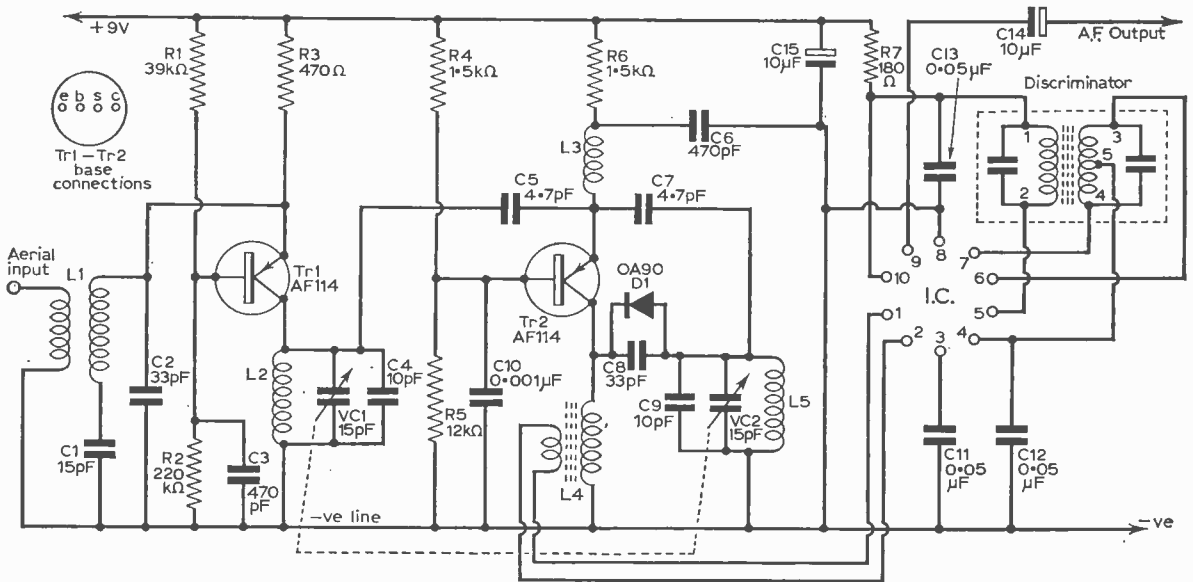 +9V
R1
39kΩ
R3
470Ω
R4
1·5kΩ
R6
1·5kΩ
C15
10µF
R7
180
Ω
C14
10µF
A.F. Output
C13
0·05µF
Discriminator
e b s c
Tr1–Tr2
base
connections
L3
C6
470pF
1
2
3
5
4
C5
4·7pF
C7
4·7pF
Aerial
input
L1
Tr1
AF114
Tr2
AF114
OA90
D1
9
8
7
10
I.C.
6
1
5
2
3
4
C2
33pF
L2
VC1
15pF
C4
10pF
C10
0·001µF
C8
33pF
C9
10pF
VC2
15pF
L5
R5
12kΩ
C1
15pF
R2
220
kΩ
C3
470
pF
L4
C11
0·05
µF
C12
0·05
µF
–ve line
–ve